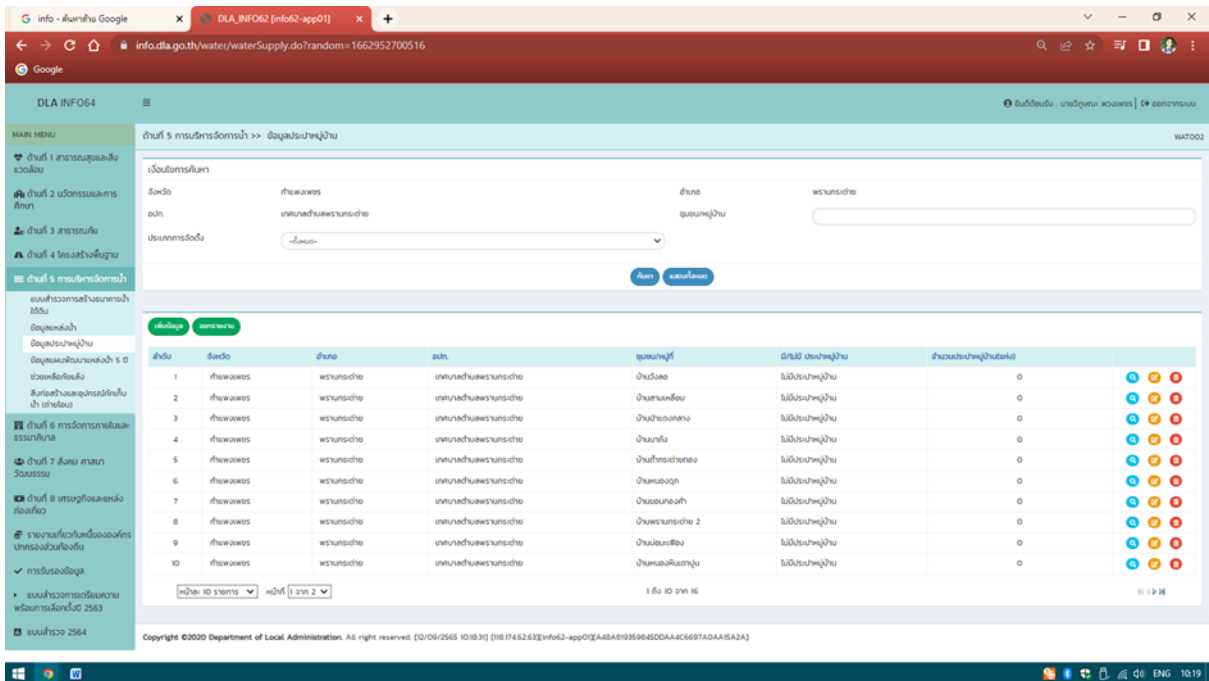 info - ค้นหาด้วย Google
DLA_INFO62 [info62-app01]
info.dla.go.th/water/waterSupply.do?random=1662952700516
Google
DLA INFO64
ยินดีต้อนรับ : นายวิฑูษณะ พวงเพชร ออกจากระบบ
MAIN MENU
ด้านที่ 5 การบริหารจัดการน้ำ >> ข้อมูลประปาหมู่บ้าน
WAT002
ด้านที่ 1 สาธารณสุขและสิ่งแวดล้อม
ด้านที่ 2 นวัตกรรมและการศึกษา
ด้านที่ 3 สาธารณภัย
ด้านที่ 4 โครงสร้างพื้นฐาน
ด้านที่ 5 การบริหารจัดการน้ำ
แบบสำรวจการสร้างธนาคารน้ำใต้ดิน
ข้อมูลแหล่งน้ำ
ข้อมูลประปาหมู่บ้าน
ข้อมูลแผนพัฒนาแหล่งน้ำ 5 ปี
ช่วยเหลือภัยแล้ง
สิ่งก่อสร้างและอุปกรณ์กักเก็บน้ำ (ถ่ายโอน)
ด้านที่ 6 การจัดการภายในและธรรมาภิบาล
ด้านที่ 7 สังคม ศาสนา วัฒนธรรม
ด้านที่ 8 เศรษฐกิจและแหล่งท่องเที่ยว
รายงานเกี่ยวกับหนี้ขององค์กรปกครองส่วนท้องถิ่น
การรับรองข้อมูล
แบบสำรวจการเตรียมความพร้อมการเลือกตั้งปี 2563
แบบสำรวจ 2564
เงื่อนไขการค้นหา
จังหวัด กำแพงเพชร อำเภอ พรานกระต่าย
อปท. เทศบาลตำบลพรานกระต่าย ชุมชน/หมู่บ้าน
ประเภทการจัดตั้ง -ทั้งหมด-
ค้นหา แสดงทั้งหมด
เพิ่มข้อมูล ออกรายงาน
ลำดับ จังหวัด อำเภอ อปท. ชุมชน/หมู่ที่ มี/ไม่มี ประปาหมู่บ้าน จำนวนประปาหมู่บ้าน(แห่ง)
1 กำแพงเพชร พรานกระต่าย เทศบาลตำบลพรานกระต่าย บ้านวังลอ ไม่มีประปาหมู่บ้าน 0
2 กำแพงเพชร พรานกระต่าย เทศบาลตำบลพรานกระต่าย บ้านสามเหลี่ยม ไม่มีประปาหมู่บ้าน 0
3 กำแพงเพชร พรานกระต่าย เทศบาลตำบลพรานกระต่าย บ้านป่าแดงกลาง ไม่มีประปาหมู่บ้าน 0
4 กำแพงเพชร พรานกระต่าย เทศบาลตำบลพรานกระต่าย บ้านนาถัง ไม่มีประปาหมู่บ้าน 0
5 กำแพงเพชร พรานกระต่าย เทศบาลตำบลพรานกระต่าย บ้านถ้ำกระต่ายทอง ไม่มีประปาหมู่บ้าน 0
6 กำแพงเพชร พรานกระต่าย เทศบาลตำบลพรานกระต่าย บ้านหนองดุก ไม่มีประปาหมู่บ้าน 0
7 กำแพงเพชร พรานกระต่าย เทศบาลตำบลพรานกระต่าย บ้านขอนทองคำ ไม่มีประปาหมู่บ้าน 0
8 กำแพงเพชร พรานกระต่าย เทศบาลตำบลพรานกระต่าย บ้านพรานกระต่าย 2 ไม่มีประปาหมู่บ้าน 0
9 กำแพงเพชร พรานกระต่าย เทศบาลตำบลพรานกระต่าย บ้านบ่อมะเฟือง ไม่มีประปาหมู่บ้าน 0
10 กำแพงเพชร พรานกระต่าย เทศบาลตำบลพรานกระต่าย บ้านหนองหินเตาปูน ไม่มีประปาหมู่บ้าน 0
หน้าละ 10 รายการ หน้าที่ 1 จาก 2 1 ถึง 10 จาก 16
Copyright ©2020 Department of Local Administration. All right reserved. [12/09/2565 10:18:31] [118.174.62.63][info62-app01][A48A819359B45DDAA4C6697ADAA15A2A]
ENG 10:19